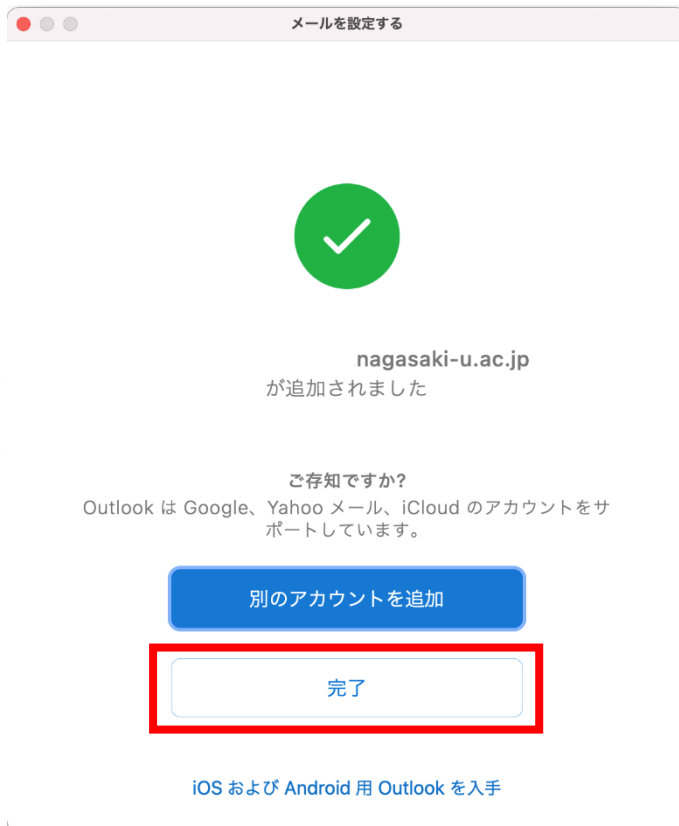 メールを設定する
nagasaki-u.ac.jp
が追加されました
ご存知ですか?
Outlook は Google、Yahoo メール、iCloud のアカウントをサ
ポートしています。
別のアカウントを追加
完了
iOS および Android 用 Outlook を入手